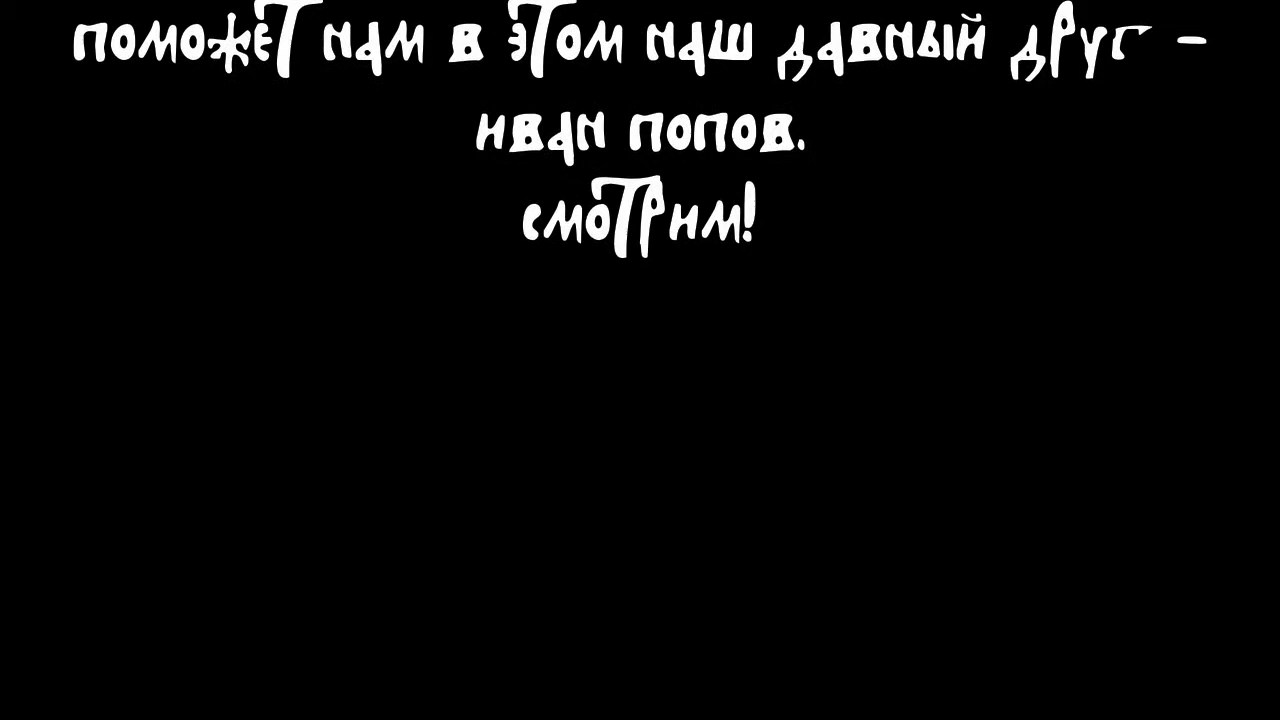 поможет нам в этом наш давный друг -
иван попов.
смотрим!